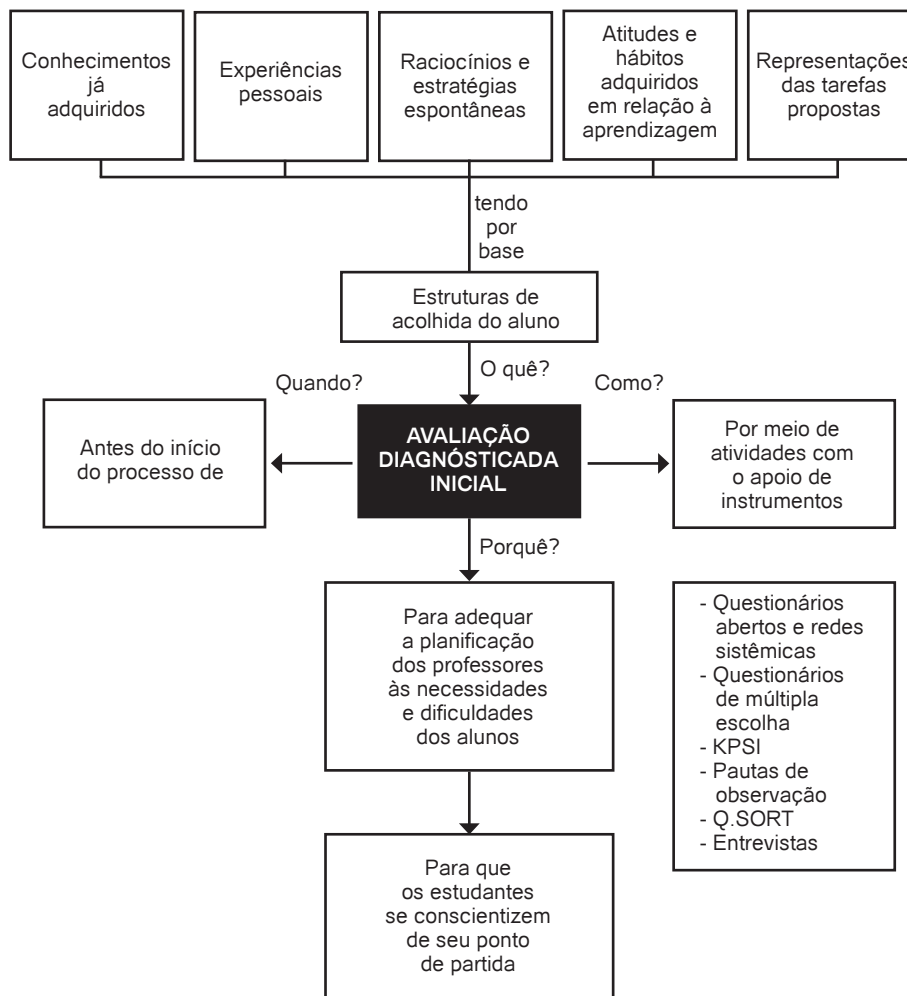 Conhecimentos
já
adquiridos
Experiências
pessoais
Raciocínios e
estratégias
espontâneas
Atitudes e
hábitos
adquiridos
em relação à
aprendizagem
Representações
das tarefas
propostas
tendo
por
base
Estruturas de
acolhida do aluno
O quê?
Quando?
Como?
Antes do início
do processo de
AVALIAÇÃO
DIAGNÓSTICADA
INICIAL
Por meio de
atividades com
o apoio de
instrumentos
Porquê?
Para adequar
a planificação
dos professores
às necessidades
e dificuldades
dos alunos
- Questionários
abertos e redes
sistêmicas
- Questionários
de múltipla
escolha
- KPSI
- Pautas de
observação
- Q.SORT
- Entrevistas
Para que
os estudantes
se conscientizem
de seu ponto
de partida